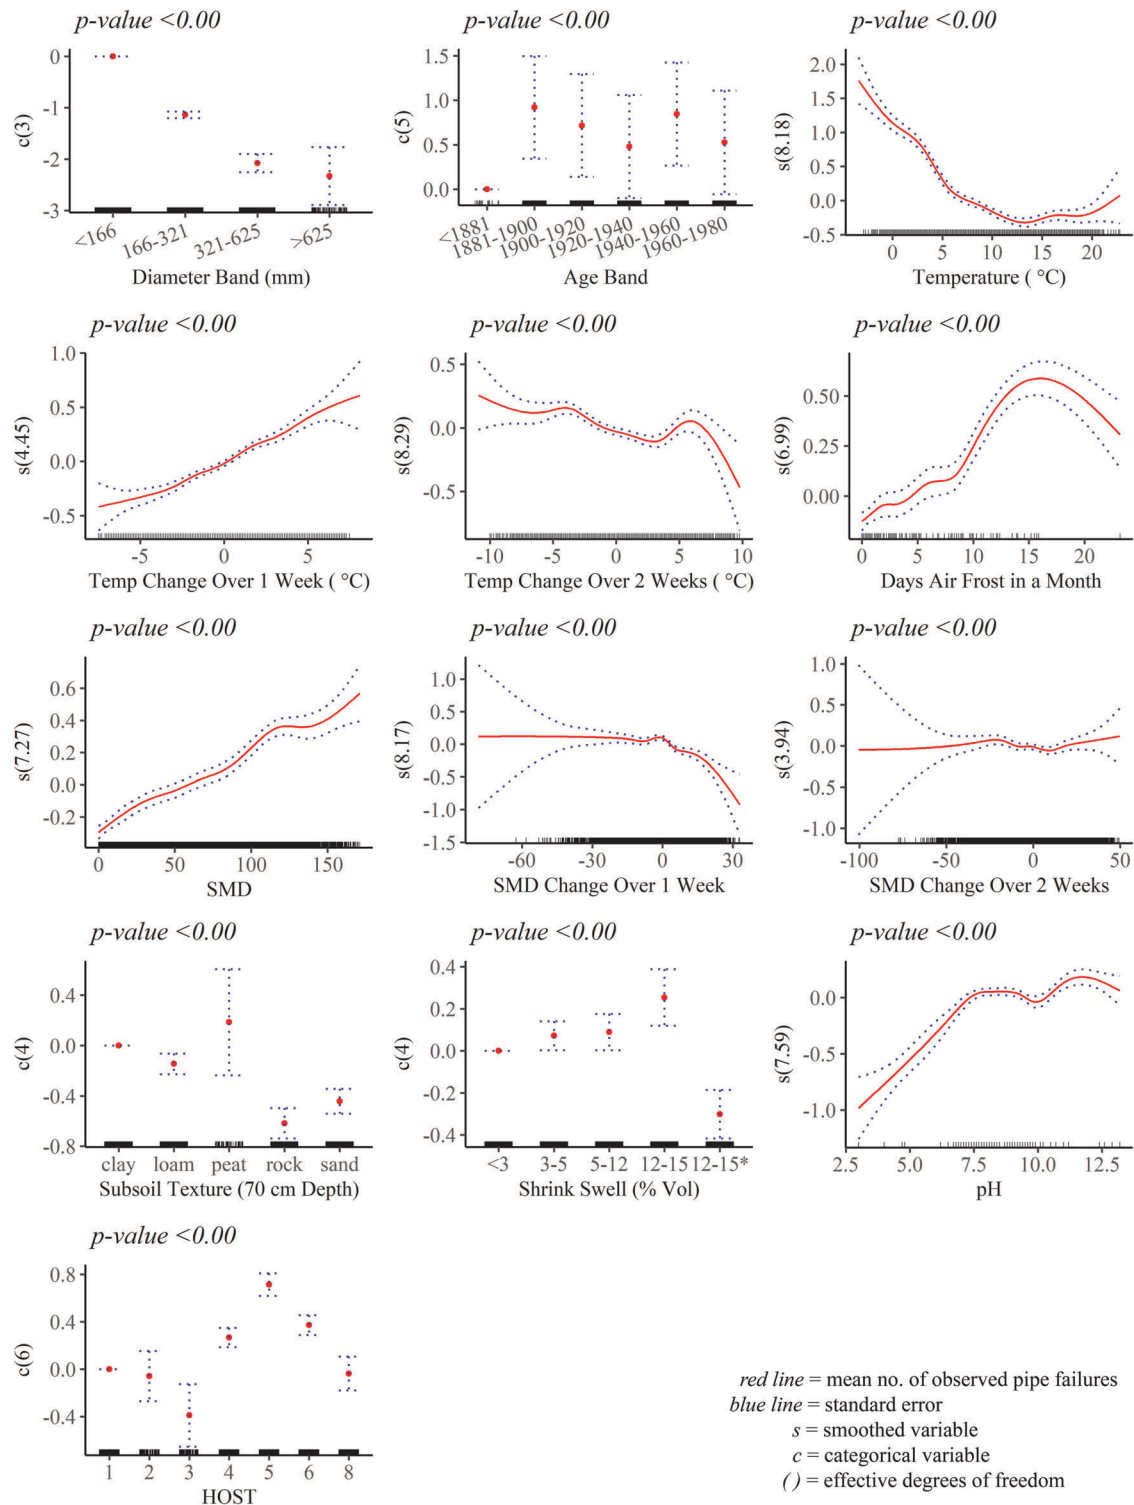 p-value <0.00
p-value <0.00
p-value <0.00
c(3)
0
-1
-2
-3
<166
166-321
321-625
>625
Diameter Band (mm)
c(5)
1.5
1.0
0.5
0.0
<1881
1881-1900
1900-1920
1920-1940
1940-1960
1960-1980
Age Band
s(8.18)
2.0
1.5
1.0
0.5
0.0
-0.5
0 5 10 15 20
Temperature ( °C)
p-value <0.00
p-value <0.00
p-value <0.00
s(4.45)
1.0
0.5
0.0
-0.5
-5 0 5
Temp Change Over 1 Week ( °C)
s(8.29)
0.5
0.0
-0.5
-10 -5 0 5 10
Temp Change Over 2 Weeks ( °C)
s(6.99)
0.50
0.25
0.00
0 5 10 15 20
Days Air Frost in a Month
p-value <0.00
p-value <0.00
p-value <0.00
s(7.27)
0.6
0.4
0.2
0.0
-0.2
0 50 100 150
SMD
s(8.17)
1.0
0.5
0.0
-0.5
-1.0
-1.5
-60 -30 0 30
SMD Change Over 1 Week
s(3.94)
1.0
0.5
0.0
-0.5
-1.0
-100 -50 0 50
SMD Change Over 2 Weeks
p-value <0.00
p-value <0.00
p-value <0.00
c(4)
0.4
0.0
-0.4
-0.8
clay loam peat rock sand
Subsoil Texture (70 cm Depth)
c(4)
0.4
0.2
0.0
-0.2
-0.4
<3 3-5 5-12 12-15 12-15*
Shrink Swell (% Vol)
s(7.59)
0.0
-0.5
-1.0
2.5 5.0 7.5 10.0 12.5
pH
p-value <0.00
c(6)
0.8
0.4
0.0
-0.4
1 2 3 4 5 6 8
HOST
red line = mean no. of observed pipe failures
blue line = standard error
s = smoothed variable
c = categorical variable
( ) = effective degrees of freedom